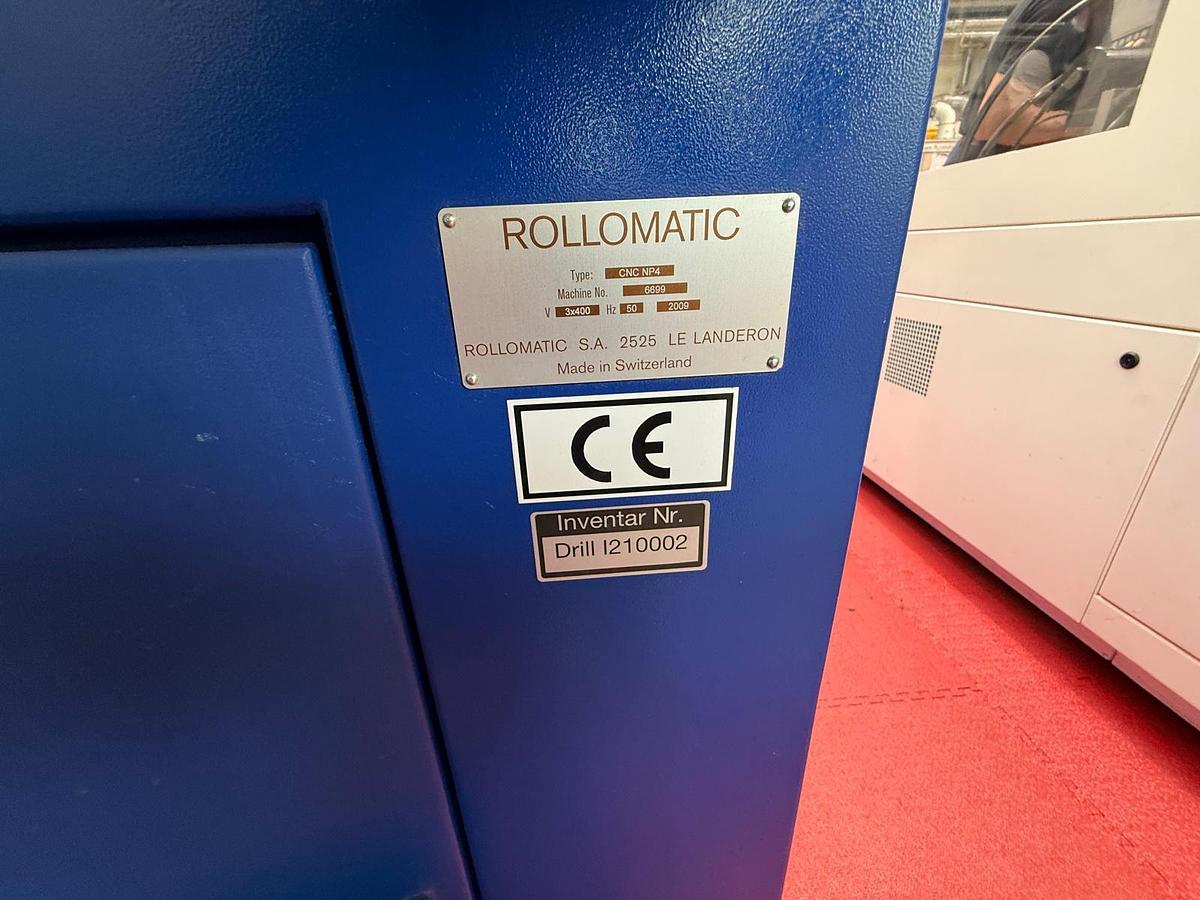 ROLLOMATIC
Type: CNC NP4
Machine No. 6699
V 3x400 Hz 50 2009
ROLLOMATIC S.A. 2525 LE LANDERON
Made in Switzerland
CE
Inventar Nr.
Drill I210002